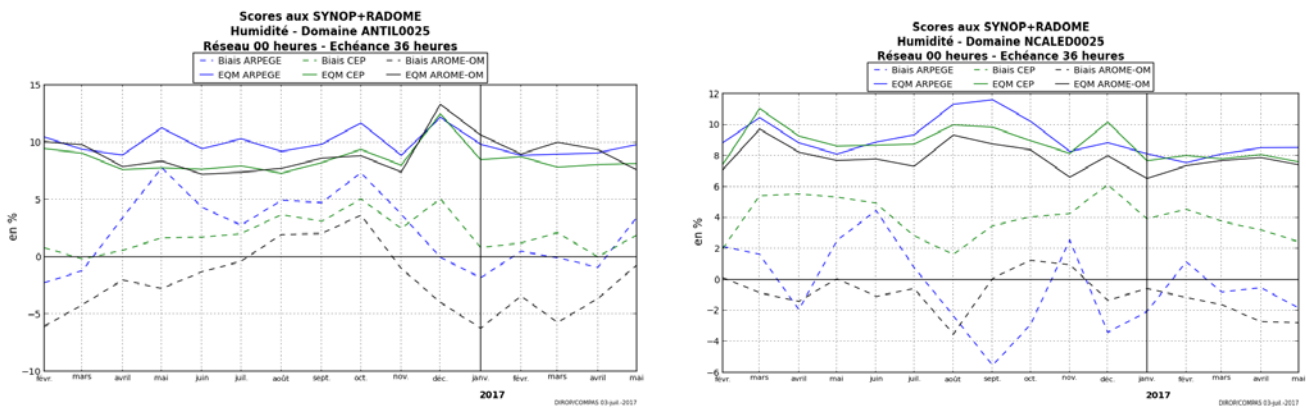 Scores aux SYNOP+RADOME
Humidité - Domaine ANTIL0025
Réseau 00 heures - Echéance 36 heures
Biais ARPEGE Biais CEP Biais AROME-OM
EQM ARPEGE EQM CEP EQM AROME-OM
15
10
5
0
−5
−10
en %
févr. mars avril mai juin juil. août sept. oct. nov. déc. janv. févr. mars avril mai
2017
DIROP/COMPAS 03-juil.-2017
Scores aux SYNOP+RADOME
Humidité - Domaine NCALED0025
Réseau 00 heures - Echéance 36 heures
Biais ARPEGE Biais CEP Biais AROME-OM
EQM ARPEGE EQM CEP EQM AROME-OM
12
10
8
6
4
2
0
−2
−4
−6
en %
févr. mars avril mai juin juil. août sept. oct. nov. déc. janv. févr. mars avril mai
2017
DIROP/COMPAS 03-juil.-2017